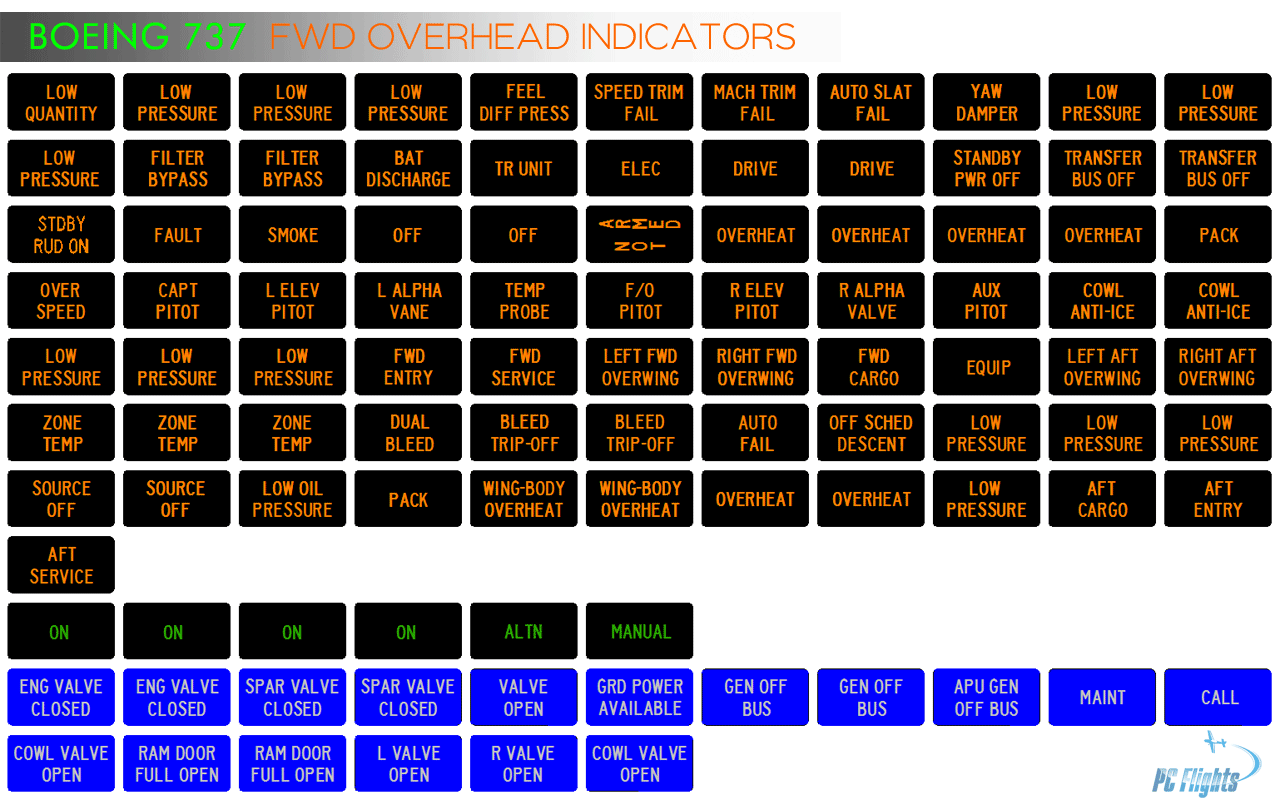 BOEING 737 FWD OVERHEAD INDICATORS
LOW QUANTITY
LOW PRESSURE
LOW PRESSURE
LOW PRESSURE
FEEL DIFF PRESS
SPEED TRIM FAIL
MACH TRIM FAIL
AUTO SLAT FAIL
YAW DAMPER
LOW PRESSURE
LOW PRESSURE
LOW PRESSURE
FILTER BYPASS
FILTER BYPASS
BAT DISCHARGE
TR UNIT
ELEC
DRIVE
DRIVE
STANDBY PWR OFF
TRANSFER BUS OFF
TRANSFER BUS OFF
STDBY RUD ON
FAULT
SMOKE
OFF
OFF
ARMED
NOT
OVERHEAT
OVERHEAT
OVERHEAT
OVERHEAT
PACK
OVER SPEED
CAPT PITOT
L ELEV PITOT
L ALPHA VANE
TEMP PROBE
F/O PITOT
R ELEV PITOT
R ALPHA VALVE
AUX PITOT
COWL ANTI-ICE
COWL ANTI-ICE
LOW PRESSURE
LOW PRESSURE
LOW PRESSURE
FWD ENTRY
FWD SERVICE
LEFT FWD OVERWING
RIGHT FWD OVERWING
FWD CARGO
EQUIP
LEFT AFT OVERWING
RIGHT AFT OVERWING
ZONE TEMP
ZONE TEMP
ZONE TEMP
DUAL BLEED
BLEED TRIP-OFF
BLEED TRIP-OFF
AUTO FAIL
OFF SCHED DESCENT
LOW PRESSURE
LOW PRESSURE
LOW PRESSURE
SOURCE OFF
SOURCE OFF
LOW OIL PRESSURE
PACK
WING-BODY OVERHEAT
WING-BODY OVERHEAT
OVERHEAT
OVERHEAT
LOW PRESSURE
AFT CARGO
AFT ENTRY
AFT SERVICE
ON
ON
ON
ON
ALTN
MANUAL
ENG VALVE CLOSED
ENG VALVE CLOSED
SPAR VALVE CLOSED
SPAR VALVE CLOSED
VALVE OPEN
GRD POWER AVAILABLE
GEN OFF BUS
GEN OFF BUS
APU GEN OFF BUS
MAINT
CALL
COWL VALVE OPEN
RAM DOOR FULL OPEN
RAM DOOR FULL OPEN
L VALVE OPEN
R VALVE OPEN
COWL VALVE OPEN
PC Flights